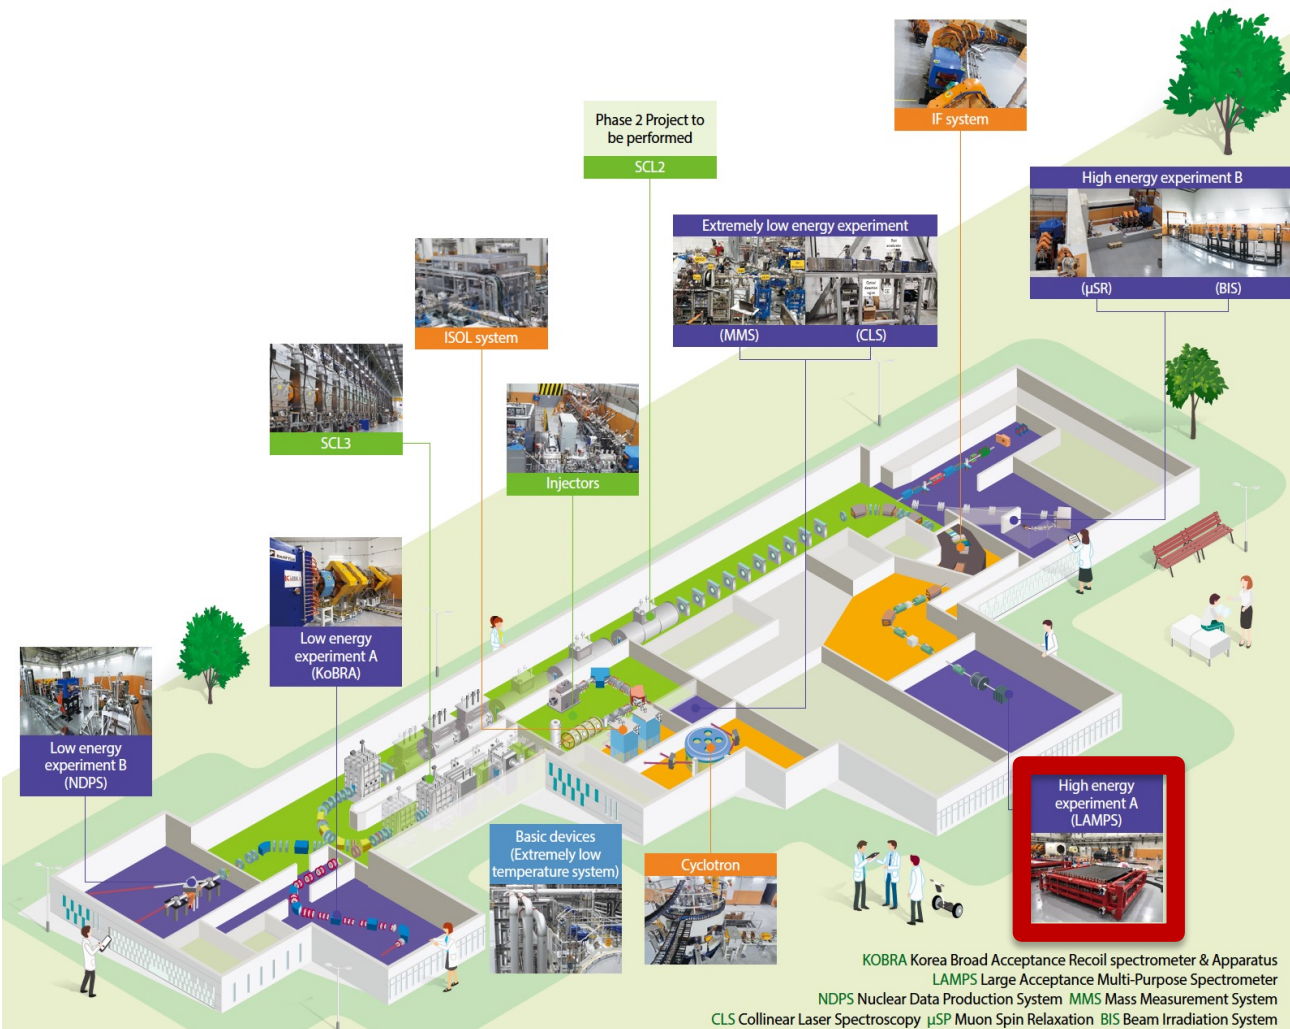 IF system
Phase 2 Project to
be performed
SCL2
High energy experiment B
(μSR)
(BIS)
Extremely low energy experiment
(MMS)
(CLS)
ISOL system
SCL3
Injectors
Low energy
experiment A
(KoBRA)
Low energy
experiment B
(NDPS)
High energy
experiment A
(LAMPS)
Basic devices
(Extremely low
temperature system)
Cyclotron
KOBRA Korea Broad Acceptance Recoil spectrometer & Apparatus
LAMPS Large Acceptance Multi-Purpose Spectrometer
NDPS Nuclear Data Production System MMS Mass Measurement System
CLS Collinear Laser Spectroscopy μSP Muon Spin Relaxation BIS Beam Irradiation System